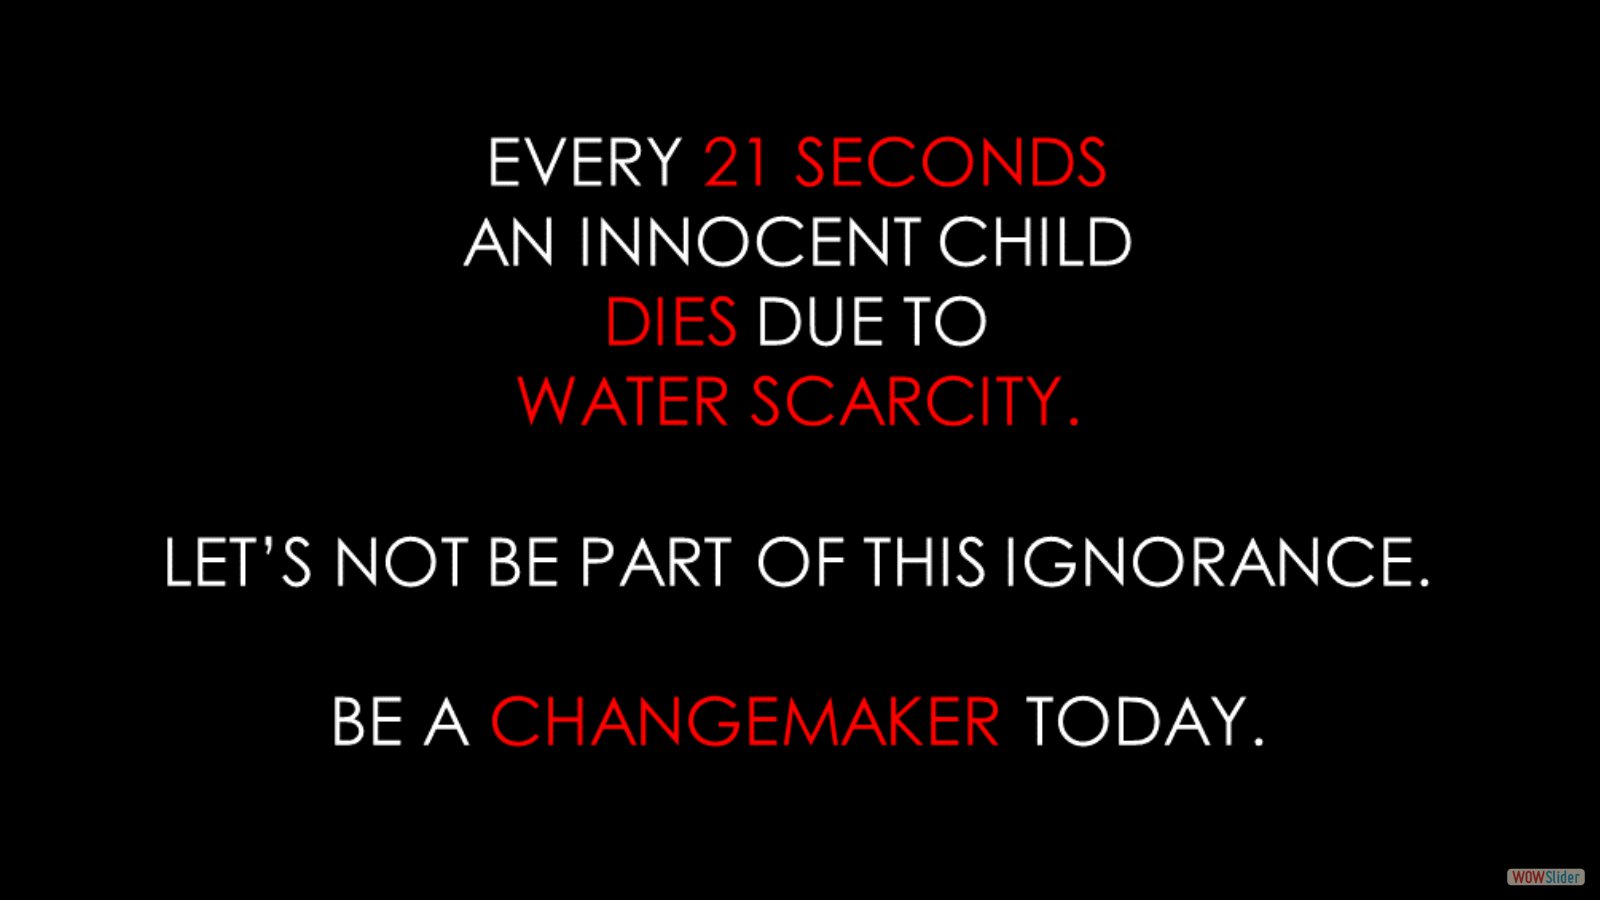 EVERY 21 SECONDS
AN INNOCENT CHILD
DIES DUE TO
WATER SCARCITY.
LET’S NOT BE PART OF THIS IGNORANCE.
BE A CHANGEMAKER TODAY.
WOWSlider